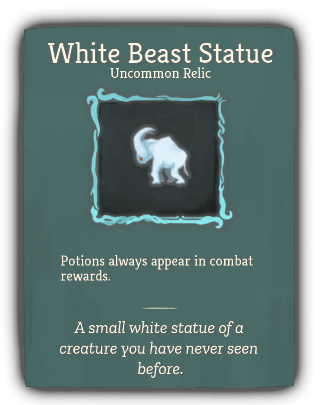 White Beast Statue
Uncommon Relic
Potions always appear in combat
rewards.
A small white statue of a
creature you have never seen
before.